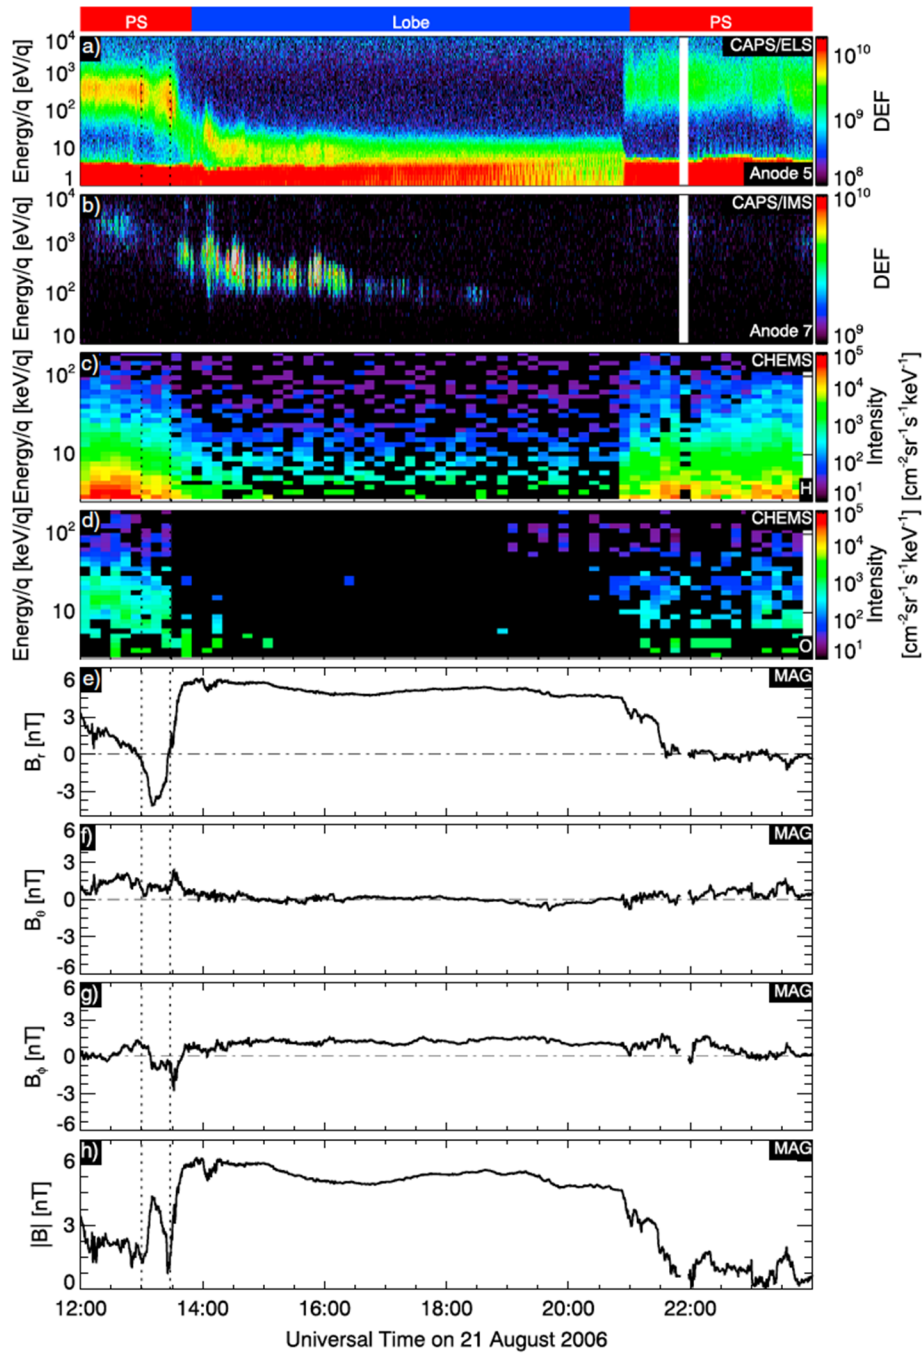 PS Lobe PS
a) CAPS/ELS
Energy/q [eV/q]
10⁴
10³
10²
10
1
Anode 5
10¹⁰
10⁹
10⁸
DEF
b) CAPS/IMS
Energy/q [eV/q]
10⁴
10³
10²
10
Anode 7
10¹⁰
10⁹
DEF
c) CHEMS
Energy/q [keV/q]
10²
10
H
10⁵
10⁴
10³
10²
10¹
Intensity
[cm⁻²sr⁻¹s⁻¹keV⁻¹]
d) CHEMS
Energy/q [keV/q]
10²
10
O
10⁵
10⁴
10³
10²
10¹
Intensity
[cm⁻²sr⁻¹s⁻¹keV⁻¹]
e) MAG
Bᵣ [nT]
6
3
0
-3
f) MAG
B_θ [nT]
6
3
0
-3
-6
g) MAG
B_ϕ [nT]
6
3
0
-3
-6
h) MAG
|B| [nT]
6
3
0
12:00 14:00 16:00 18:00 20:00 22:00
Universal Time on 21 August 2006